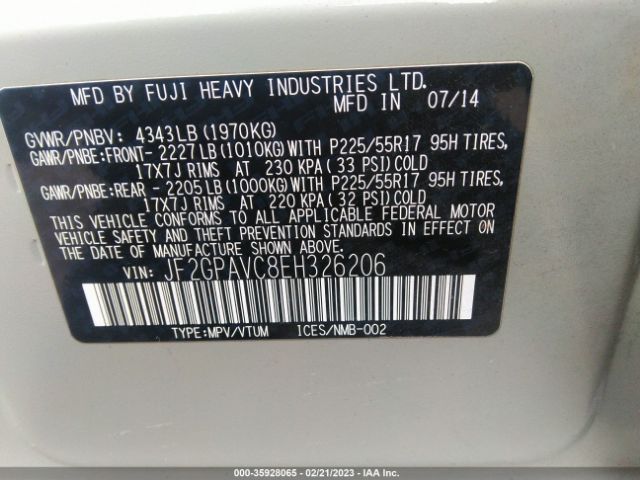 MFD BY FUJI HEAVY INDUSTRIES LTD.
MFD IN 07/14
GVWR/PNBV: 4343LB(1970KG)
GAWR/PNBE:FRONT- 2227LB(1010KG)WITH P225/55R17 95H TIRES,
17X7J RIMS AT 230 KPA(33 PSI)COLD
GAWR/PNBE:REAR - 2205LB(1000KG)WITH P225/55R17 95H TIRES,
17X7J RIMS AT 220 KPA(32 PSI)COLD
THIS VEHICLE CONFORMS TO ALL APPLICABLE FEDERAL MOTOR
VEHICLE SAFETY AND THEFT PREVENTION STANDARDS IN EFFECT ON
THE DATE OF MANUFACTURE SHOWN ABOVE.
VIN: JF2GPAVC8EH326206
TYPE:MPV/VTUM ICES/NMB-002
000-35928065 - 02/21/2023 - IAA Inc.